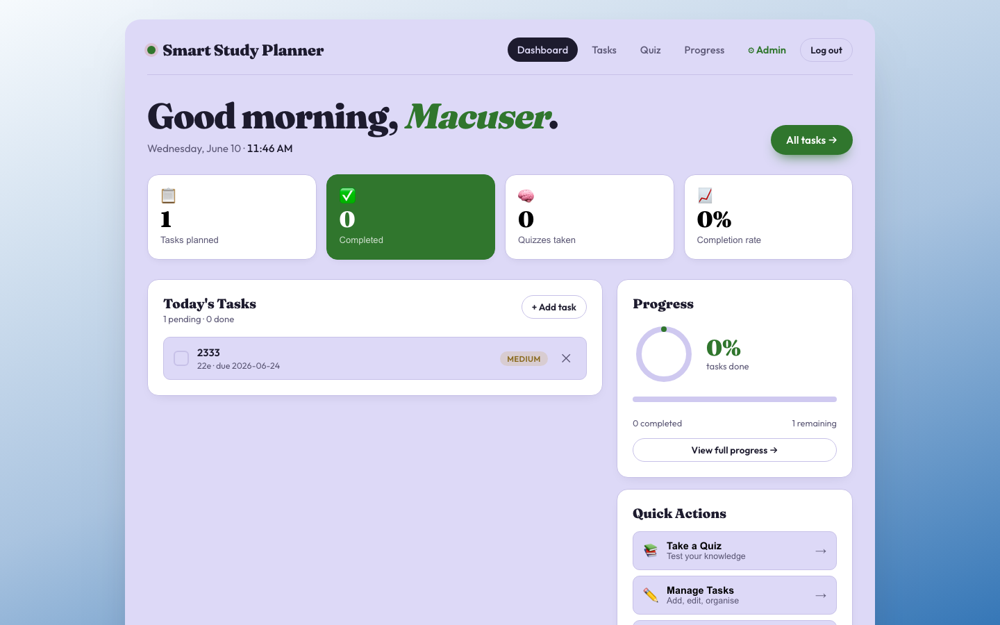 Smart Study Planner
Dashboard
Tasks
Quiz
Progress
⚙ Admin
Log out
Good morning, Macuser.
Wednesday, June 10 · 11:46 AM
All tasks →
1
Tasks planned
0
Completed
0
Quizzes taken
0%
Completion rate
Today's Tasks
1 pending · 0 done
+ Add task
2333
22e · due 2026-06-24
MEDIUM
Progress
0%
tasks done
0 completed
1 remaining
View full progress →
Quick Actions
Take a Quiz
Test your knowledge
→
Manage Tasks
Add, edit, organise
→